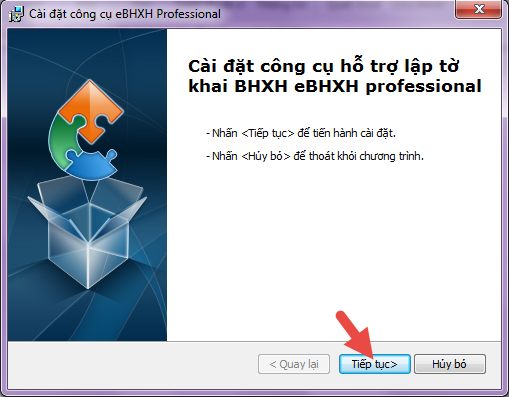 Cài đặt công cụ eBHXH Professional
Cài đặt công cụ hỗ trợ lập tờ
khai BHXH eBHXH professional
- Nhấn <Tiếp tục> để tiến hành cài đặt.
- Nhấn <Hủy bỏ> để thoát khỏi chương trình.
< Quay lại
Tiếp tục>
Hủy bỏ